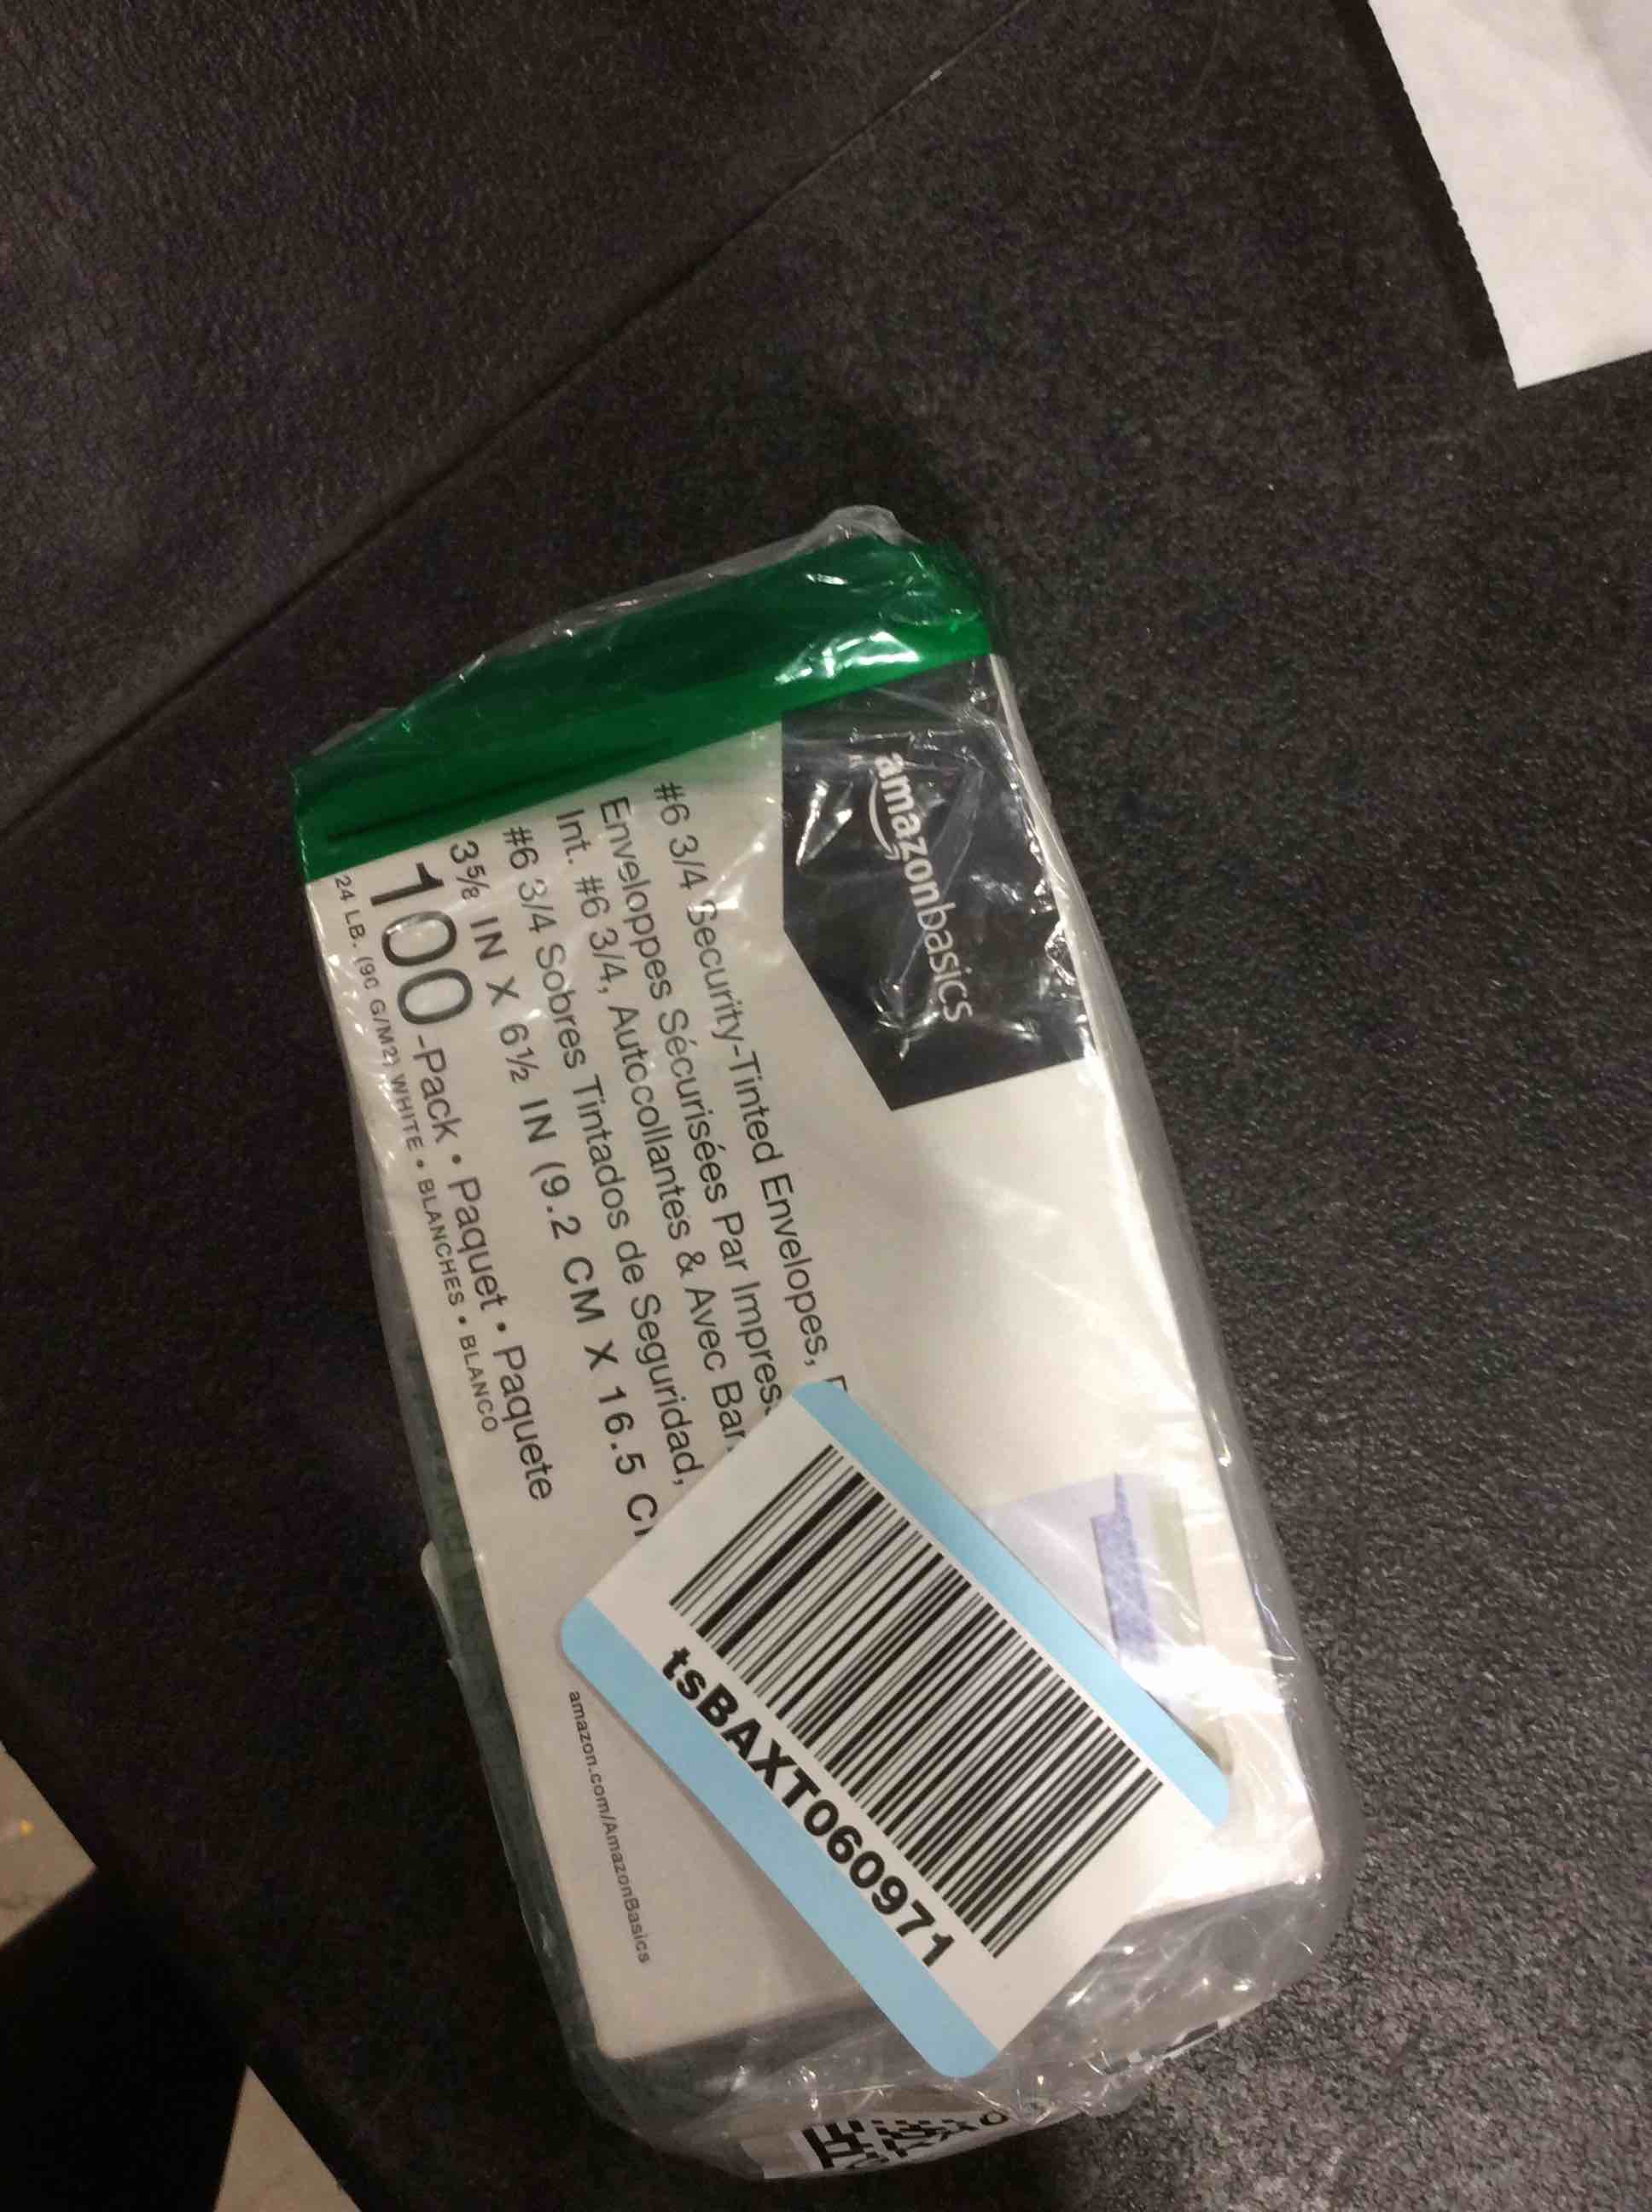 amazonbasics
#6 3/4 Security-Tinted Envelopes,
Enveloppes Sécurisées Par
Int. #6 3/4, Autocollantes & Avec
#6 3/4 Sobres Tintados de Seguridad,
3⅝ IN X 6½ IN (9.2 CM X 16.5
100-Pack • Paquet • Paquete
24 LB. (90 G/M2) WHITE • BLANCHES • BLANCO
tsBAXT060971
amazon.com/AmazonBasics